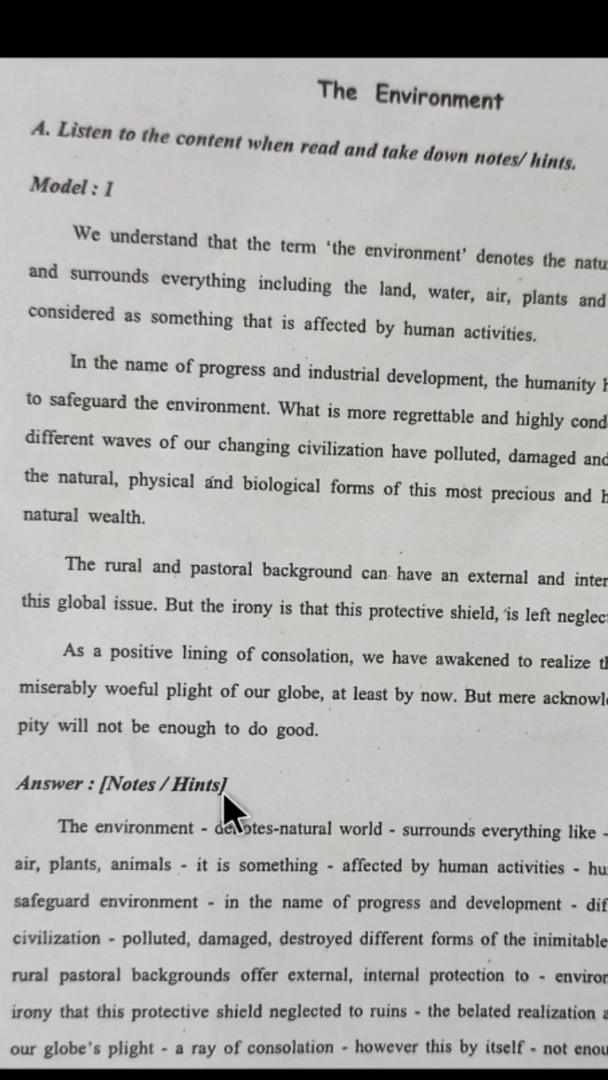 The Environment
A. Listen to the content when read and take down notes/ hints.
Model : 1
We understand that the term ‘the environment’ denotes the natu
and surrounds everything including the land, water, air, plants and
considered as something that is affected by human activities.
In the name of progress and industrial development, the humanity h
to safeguard the environment. What is more regrettable and highly cond
different waves of our changing civilization have polluted, damaged and
the natural, physical and biological forms of this most precious and h
natural wealth.
The rural and pastoral background can have an external and inter
this global issue. But the irony is that this protective shield, is left neglec
As a positive lining of consolation, we have awakened to realize th
miserably woeful plight of our globe, at least by now. But mere acknowl
pity will not be enough to do good.
Answer : [Notes / Hints]
The environment - denotes-natural world - surrounds everything like -
air, plants, animals - it is something - affected by human activities - hu
safeguard environment - in the name of progress and development - dif
civilization - polluted, damaged, destroyed different forms of the inimitable
rural pastoral backgrounds offer external, internal protection to - environ
irony that this protective shield neglected to ruins - the belated realization a
our globe’s plight - a ray of consolation - however this by itself - not enou